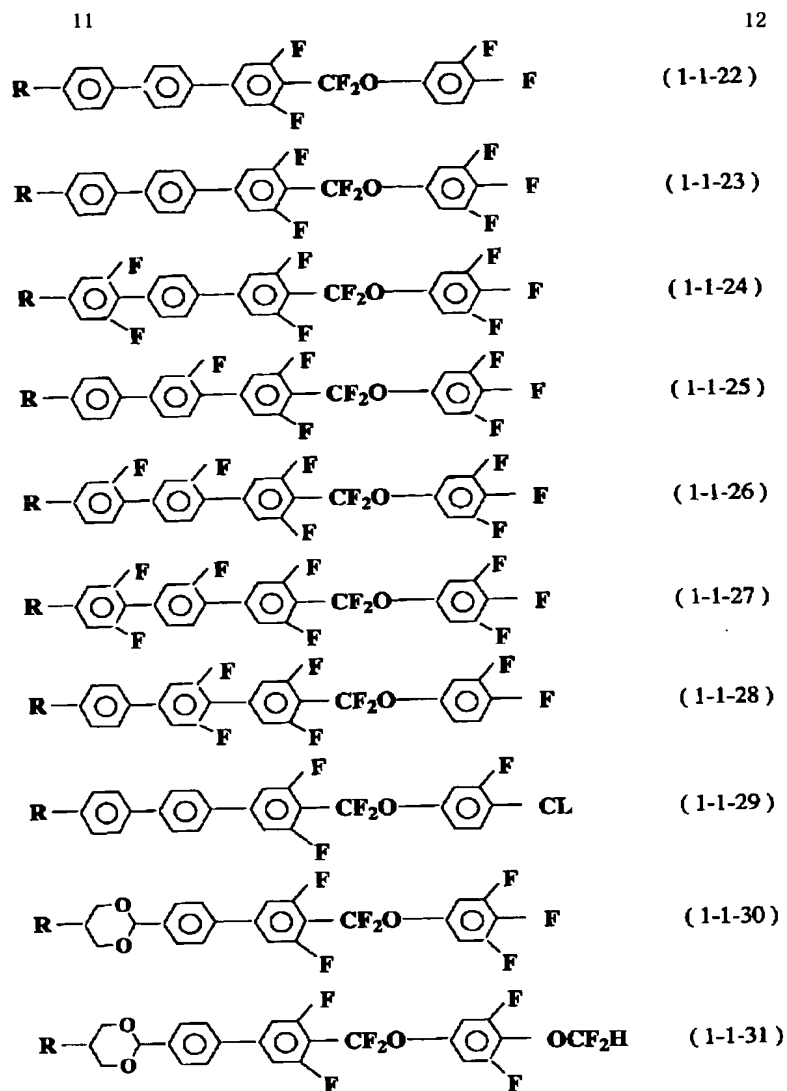 11 12
F F
R CF₂O F (1-1-22)
F
F F
R CF₂O F (1-1-23)
F F
F F F
R CF₂O F (1-1-24)
F F F
F F F
R CF₂O F (1-1-25)
F F
F F F
R CF₂O F (1-1-26)
F F
F F F
R CF₂O F (1-1-27)
F F F
F F F
R CF₂O F (1-1-28)
F F
F F
R CF₂O CL (1-1-29)
F
O F F
R CF₂O F (1-1-30)
O F F
O F F
R CF₂O OCF₂H (1-1-31)
O F F